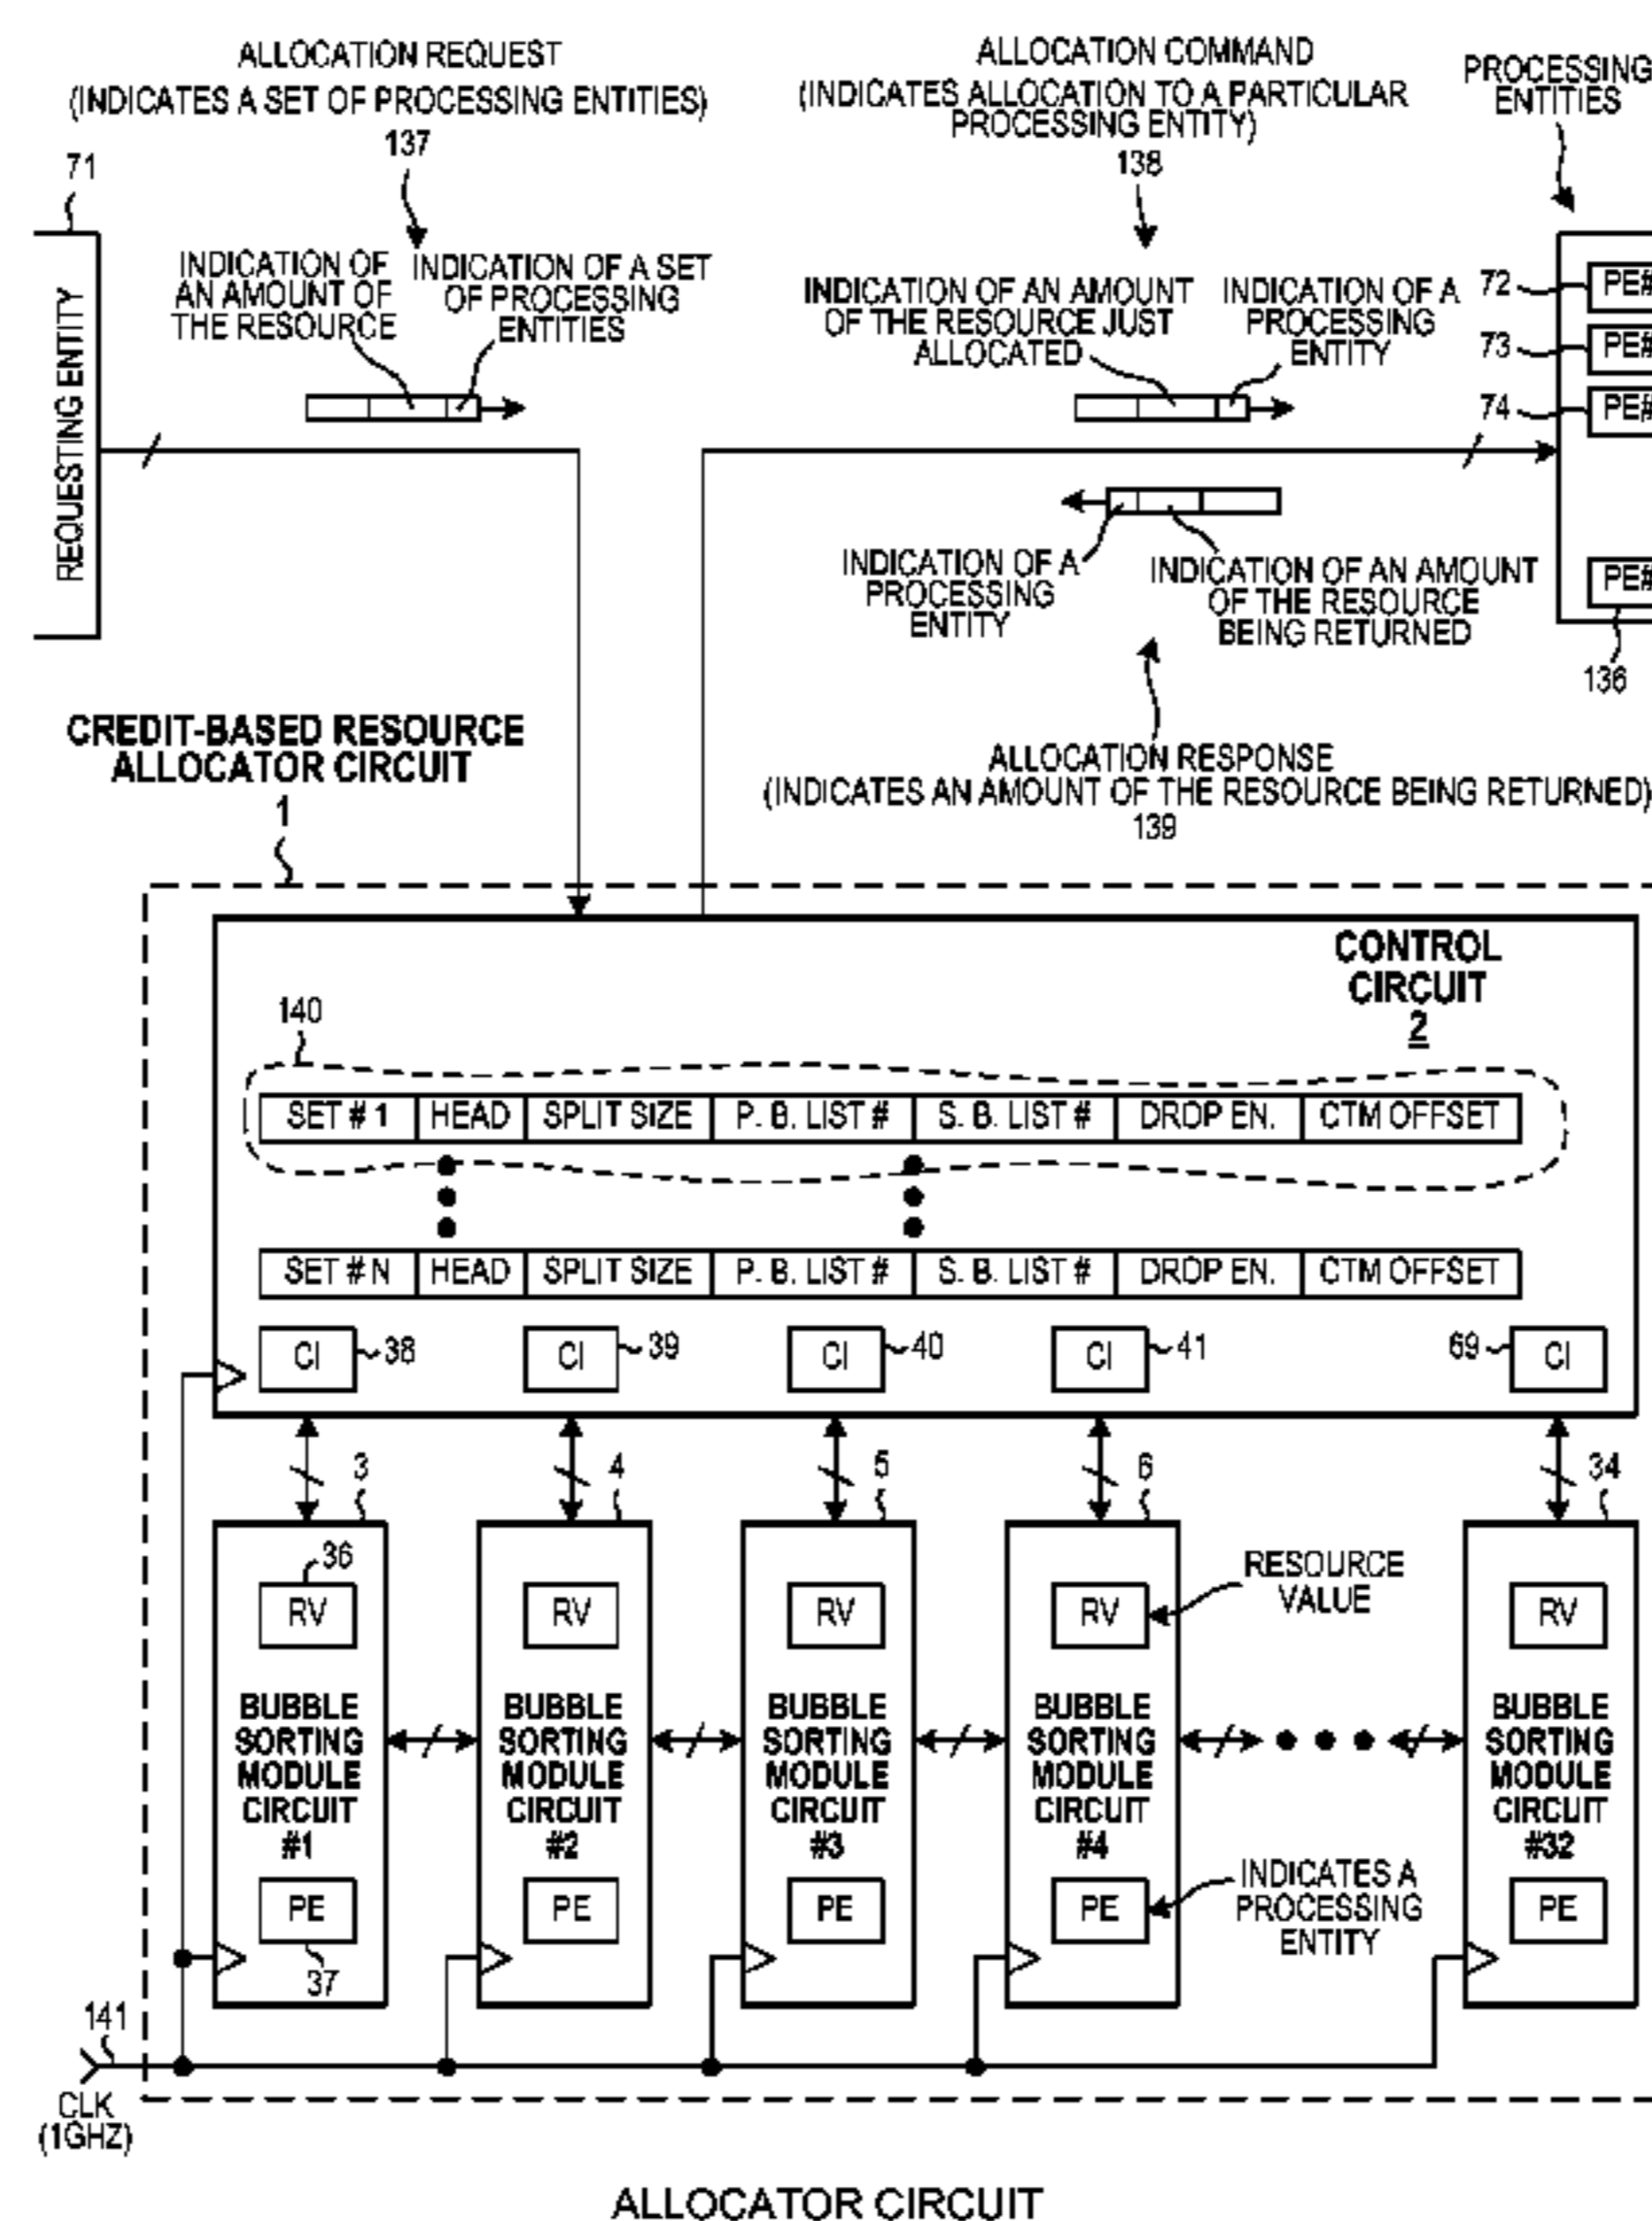 ALLOCATION REQUEST
(INDICATES A SET OF PROCESSING ENTITIES)
137
ALLOCATION COMMAND
(INDICATES ALLOCATION TO A PARTICULAR
PROCESSING ENTITY)
138
PROCESSING
ENTITIES
71
REQUESTING ENTITY
INDICATION OF
AN AMOUNT OF
THE RESOURCE
INDICATION OF A SET
OF PROCESSING
ENTITIES
INDICATION OF AN AMOUNT
OF THE RESOURCE JUST
ALLOCATED
INDICATION OF A
PROCESSING
ENTITY
72
PE#
73
PE#
74
PE#
INDICATION OF A
PROCESSING
ENTITY
INDICATION OF AN AMOUNT
OF THE RESOURCE
BEING RETURNED
PE#
136
ALLOCATION RESPONSE
(INDICATES AN AMOUNT OF THE RESOURCE BEING RETURNED)
139
CREDIT-BASED RESOURCE
ALLOCATOR CIRCUIT
1
CONTROL
CIRCUIT
2
140
SET # 1 HEAD SPLIT SIZE P. B. LIST # S. B. LIST # DROP EN. CTM OFFSET
SET # N HEAD SPLIT SIZE P. B. LIST # S. B. LIST # DROP EN. CTM OFFSET
CI 38 CI 39 CI 40 CI 41 69 CI
3 4 5 6 34
36
RV RV RV RV RV
RESOURCE
VALUE
BUBBLE
SORTING
MODULE
CIRCUIT
#1
BUBBLE
SORTING
MODULE
CIRCUIT
#2
BUBBLE
SORTING
MODULE
CIRCUIT
#3
BUBBLE
SORTING
MODULE
CIRCUIT
#4
BUBBLE
SORTING
MODULE
CIRCUIT
#32
PE PE PE PE PE
INDICATES A
PROCESSING
ENTITY
37
141
CLK
(1GHZ)
ALLOCATOR CIRCUIT